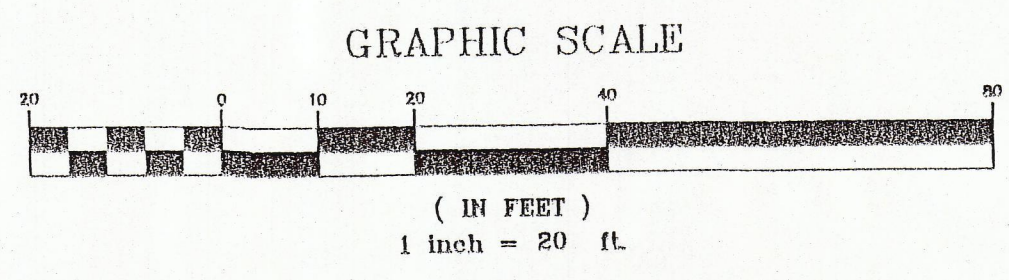 GRAPHIC SCALE
20 0 10 20 40 80
( IN FEET )
1 inch = 20 ft.